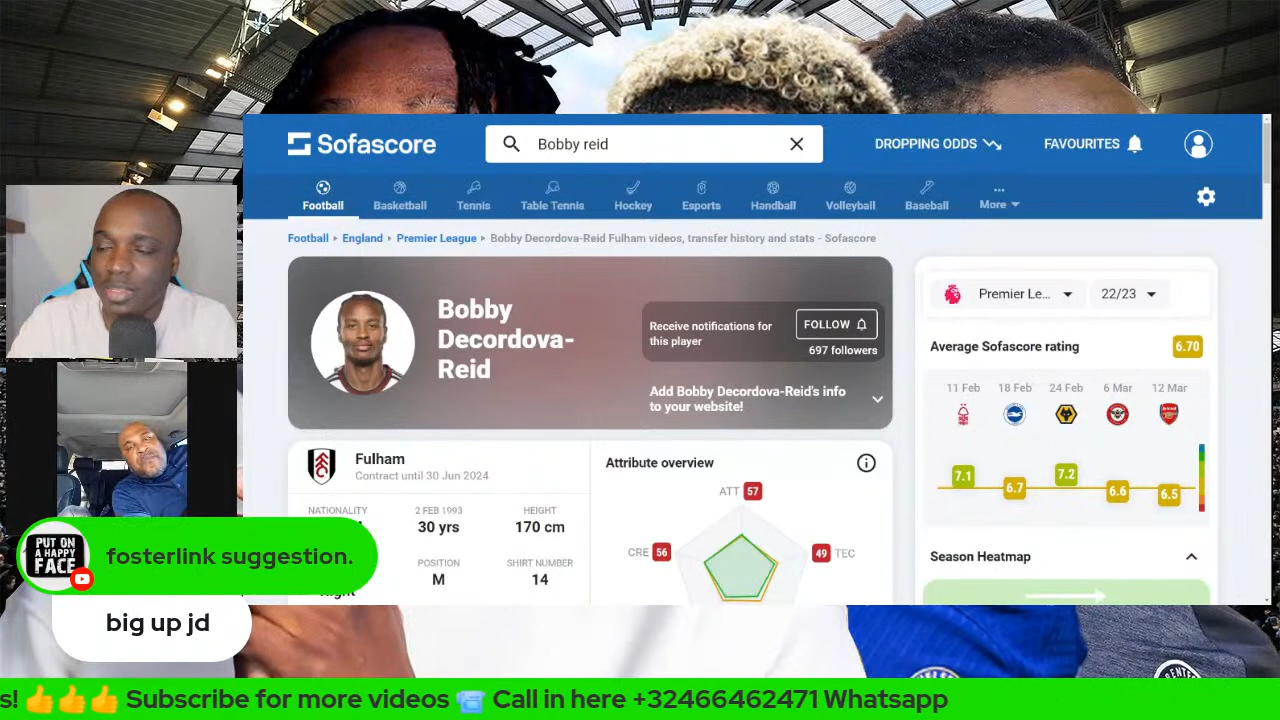 Sofascore
Bobby reid
DROPPING ODDS
FAVOURITES
Football
Basketball
Tennis
Table Tennis
Hockey
Esports
Handball
Volleyball
Baseball
More
Football
England
Premier League
Bobby Decordova-Reid Fulham videos, transfer history and stats - Sofascore
Bobby
Decordova-
Reid
Receive notifications for
this player
FOLLOW
697 followers
Add Bobby Decordova-Reid's info
to your website!
Premier Le...
22/23
Average Sofascore rating
6.70
11 Feb
18 Feb
24 Feb
6 Mar
12 Mar
7.1
6.7
7.2
6.6
6.5
Season Heatmap
Fulham
Contract until 30 Jun 2024
NATIONALITY
2 FEB 1993
30 yrs
HEIGHT
170 cm
POSITION
M
SHIRT NUMBER
14
Attribute overview
ATT 57
CRE 56
49 TEC
PUT ON
A HAPPY
FACE
fosterlink suggestion.
big up jd
s! 👍👍👍 Subscribe for more videos 📹 Call in here +32466462471 Whatsapp